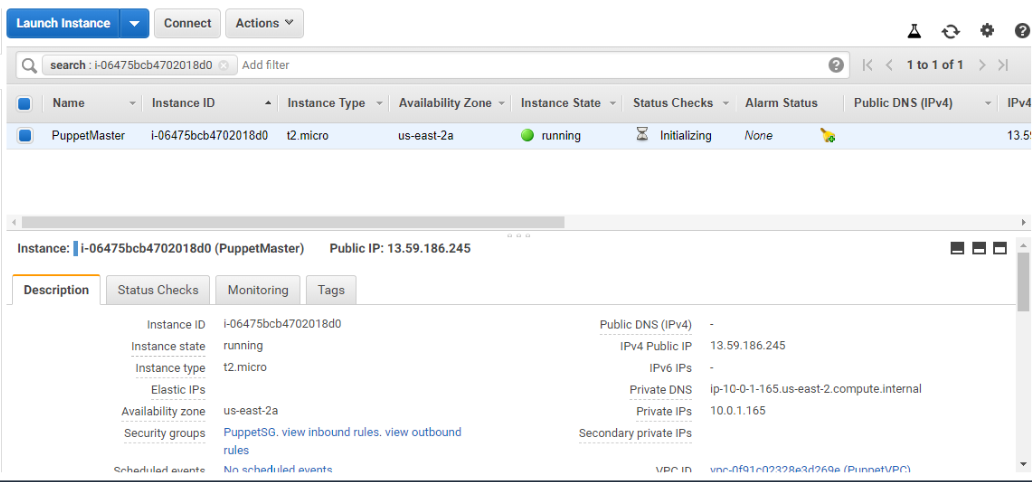 Launch Instance Connect Actions
search : i-06475bcb4702018d0 Add filter 1 to 1 of 1
Name Instance ID Instance Type Availability Zone Instance State Status Checks Alarm Status Public DNS (IPv4) IPv4
PuppetMaster i-06475bcb4702018d0 t2.micro us-east-2a running Initializing None 13.59
Instance: i-06475bcb4702018d0 (PuppetMaster) Public IP: 13.59.186.245
Description Status Checks Monitoring Tags
Instance ID i-06475bcb4702018d0 Public DNS (IPv4) -
Instance state running IPv4 Public IP 13.59.186.245
Instance type t2.micro IPv6 IPs -
Elastic IPs Private DNS ip-10-0-1-165.us-east-2.compute.internal
Availability zone us-east-2a Private IPs 10.0.1.165
Security groups PuppetSG. view inbound rules. view outbound Secondary private IPs
rules
Scheduled events No scheduled events VPC ID vpc-0f91c02328e3d269e (PuppetVPC)